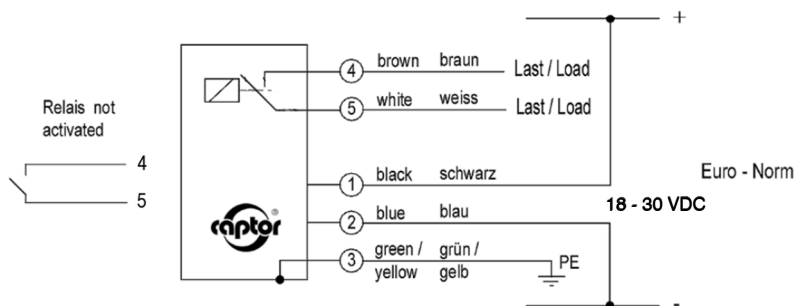 +
4 brown braun Last / Load
5 white weiss Last / Load
Relais not
activated
4
5
1 black schwarz
Euro - Norm
18 - 30 VDC
captor®
2 blue blau
3 green / grün /
yellow gelb
PE
-